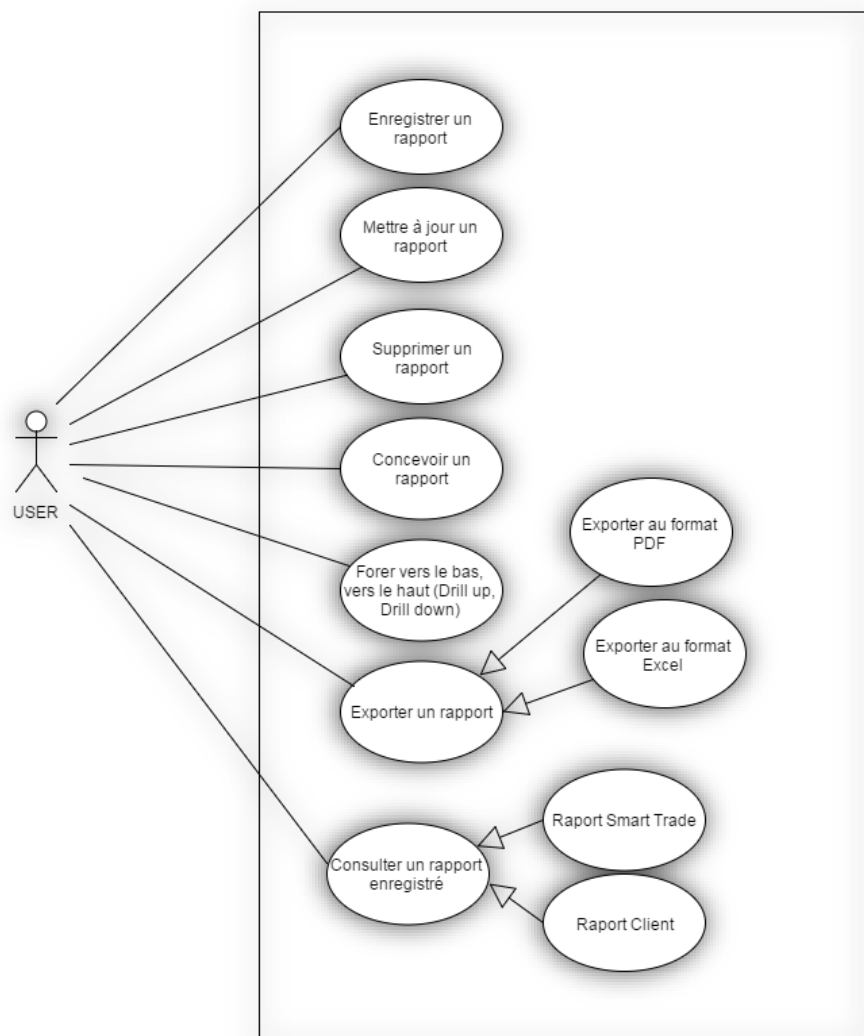 Enregistrer un
rapport
Mettre à jour un
rapport
Supprimer un
rapport
Concevoir un
rapport
USER
Forer vers le bas,
vers le haut (Drill up,
Drill down)
Exporter au format
PDF
Exporter au format
Excel
Exporter un rapport
Raport Smart Trade
Consulter un rapport
enregistré
Raport Client